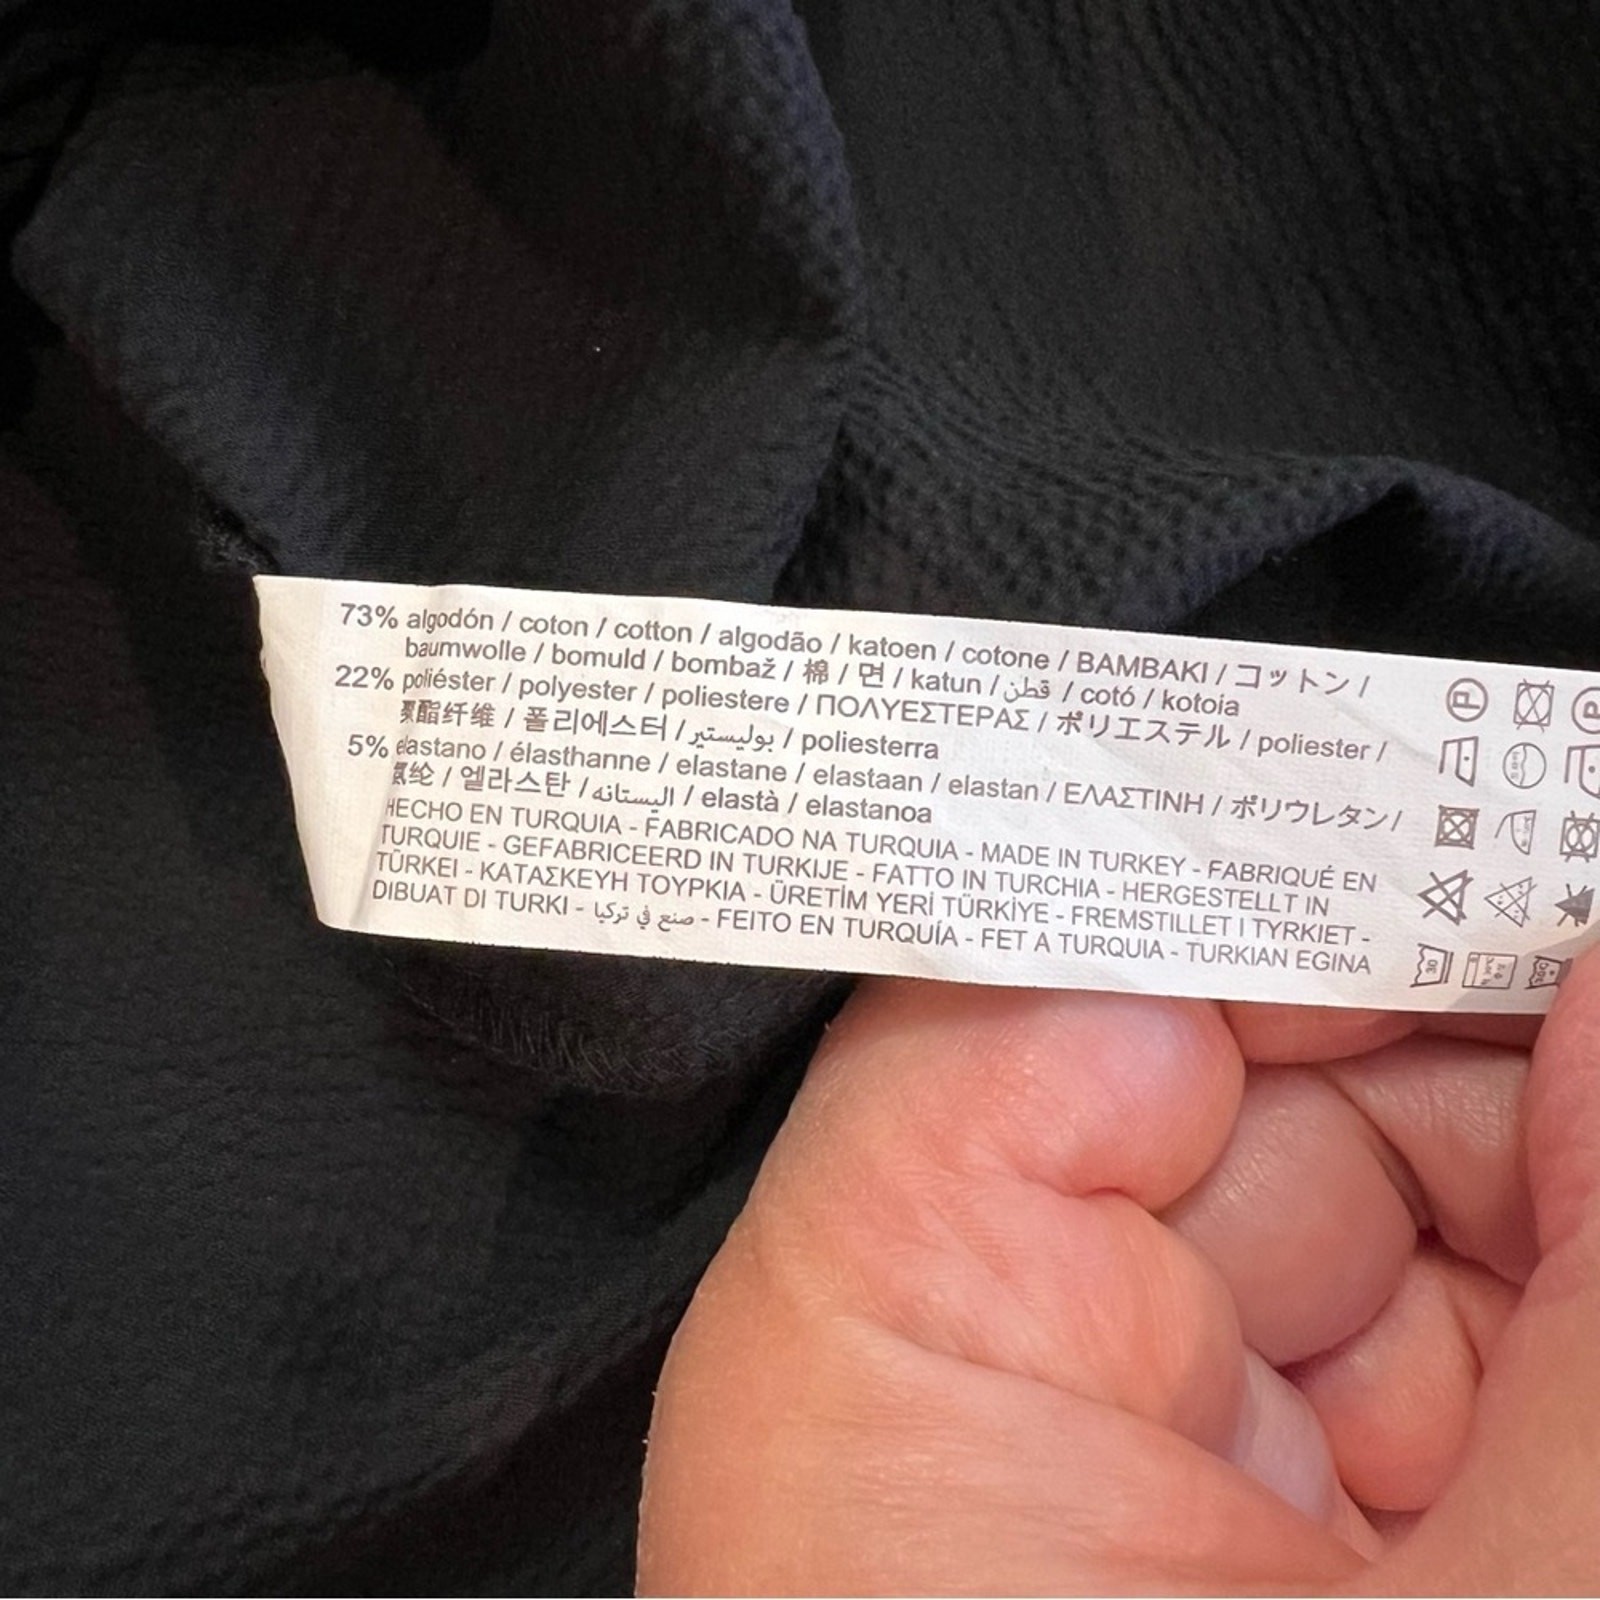 73% algodón / coton / cotton / algodão / katoen / cotone / BAMBAKI / コットン /
baumwolle / bomuld / bombaž / 棉 / 면 / katun / قطن / cotó / kotoia
22% poliéster / polyester / poliestere / ΠΟΛΥΕΣΤΕΡΑΣ / ポリエステル / poliester /
聚酯纤维 / 폴리에스터 / بوليستير / poliesterra
5% elastano / élasthanne / elastane / elastaan / elastan / ΕΛΑΣΤΙΝΗ / ポリウレタン /
氨纶 / 엘라스탄 / اليستانه / elastà / elastanoa
HECHO EN TURQUIA - FABRICADO NA TURQUIA - MADE IN TURKEY - FABRIQUÉ EN
TURQUIE - GEFABRICEERD IN TURKIJE - FATTO IN TURCHIA - HERGESTELLT IN
TÜRKEI - ΚΑΤΑΣΚΕΥΗ ΤΟΥΡΚΙΑ - ÜRETİM YERİ TÜRKİYE - FREMSTILLET I TYRKIET -
DIBUAT DI TURKI - صنع في تركيا - FEITO EN TURQUÍA - FET A TURQUIA - TURKIAN EGINA
P
30